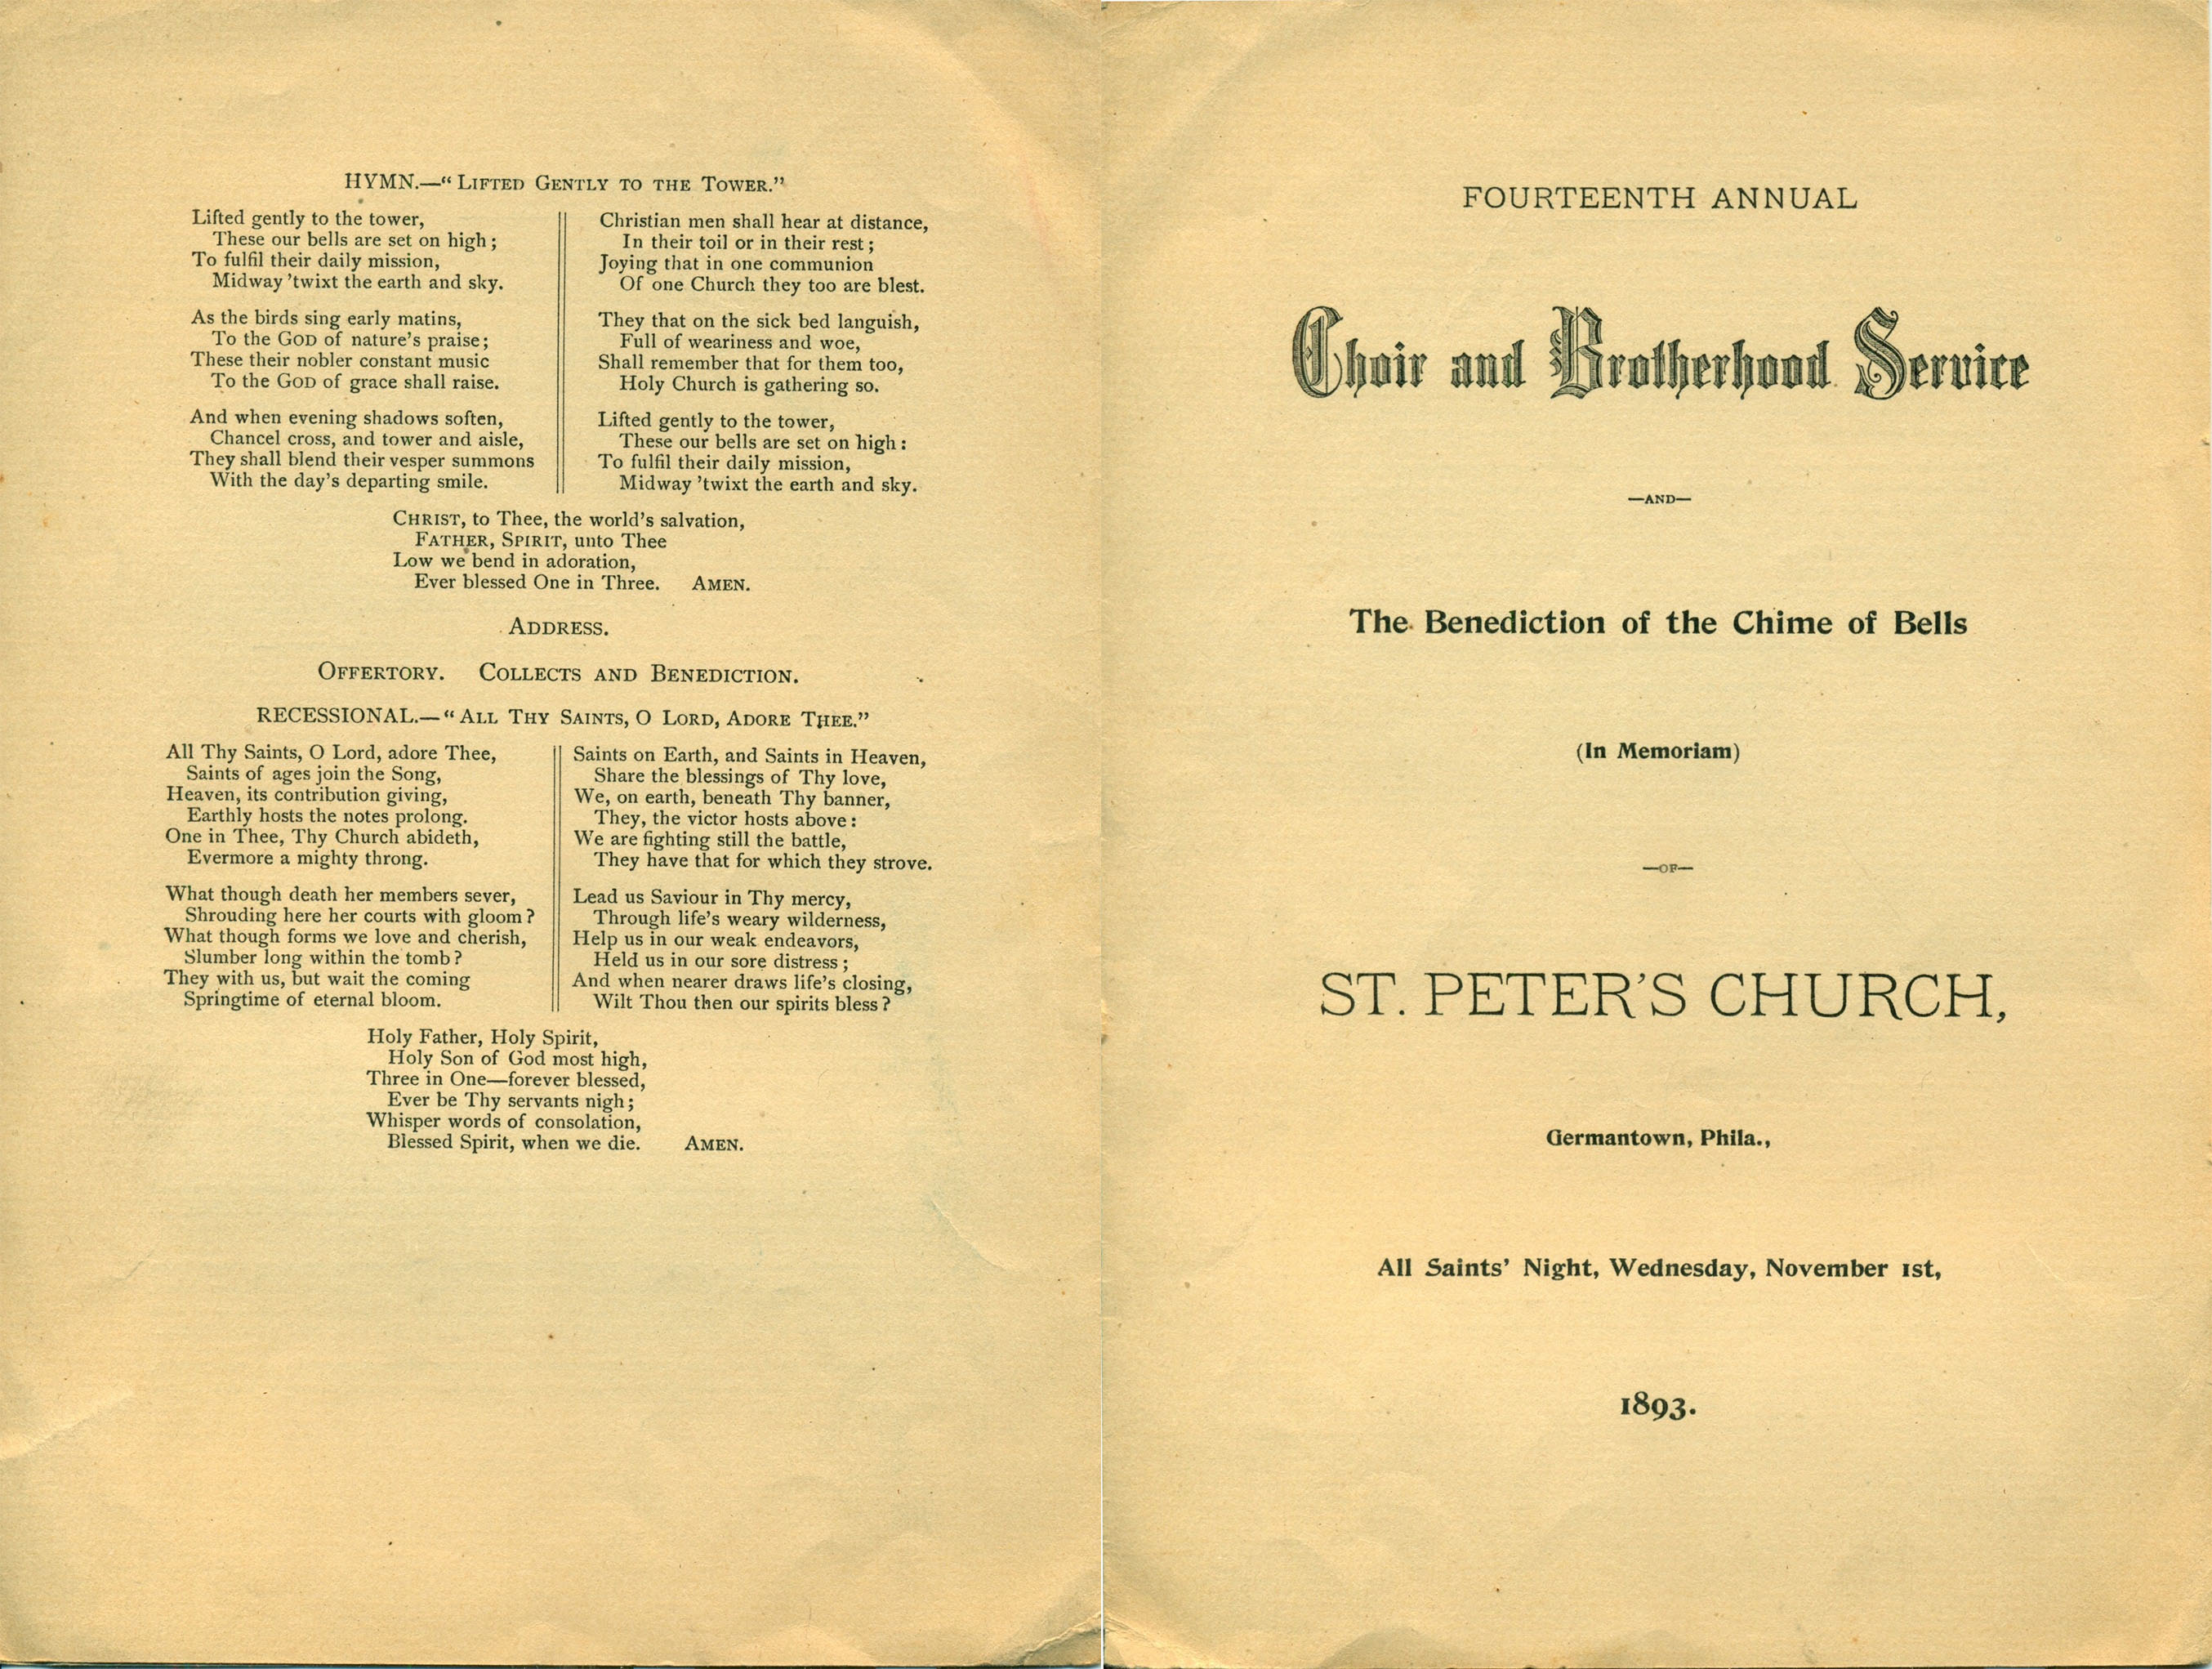 HYMN.—“ LIFTED GENTLY TO THE TOWER.”
Lifted gently to the tower,
These our bells are set on high ;
To fulfil their daily mission,
Midway ’twixt the earth and sky.
As the birds sing early matins,
To the GOD of nature’s praise ;
These their nobler constant music
To the GOD of grace shall raise.
And when evening shadows soften,
Chancel cross, and tower and aisle,
They shall blend their vesper summons
With the day’s departing smile.
Christian men shall hear at distance,
In their toil or in their rest ;
Joying that in one communion
Of one Church they too are blest.
They that on the sick bed languish,
Full of weariness and woe,
Shall remember that for them too,
Holy Church is gathering so.
Lifted gently to the tower,
These our bells are set on high :
To fulfil their daily mission,
Midway ’twixt the earth and sky.
CHRIST, to Thee, the world’s salvation,
FATHER, SPIRIT, unto Thee
Low we bend in adoration,
Ever blessed One in Three. AMEN.
ADDRESS.
OFFERTORY. COLLECTS AND BENEDICTION.
RECESSIONAL.—“ ALL THY SAINTS, O LORD, ADORE THEE.”
All Thy Saints, O Lord, adore Thee,
Saints of ages join the Song,
Heaven, its contribution giving,
Earthly hosts the notes prolong.
One in Thee, Thy Church abideth,
Evermore a mighty throng.
What though death her members sever,
Shrouding here her courts with gloom ?
What though forms we love and cherish,
Slumber long within the tomb ?
They with us, but wait the coming
Springtime of eternal bloom.
Saints on Earth, and Saints in Heaven,
Share the blessings of Thy love,
We, on earth, beneath Thy banner,
They, the victor hosts above :
We are fighting still the battle,
They have that for which they strove.
Lead us Saviour in Thy mercy,
Through life’s weary wilderness,
Help us in our weak endeavors,
Held us in our sore distress ;
And when nearer draws life’s closing,
Wilt Thou then our spirits bless ?
Holy Father, Holy Spirit,
Holy Son of God most high,
Three in One—forever blessed,
Ever be Thy servants nigh ;
Whisper words of consolation,
Blessed Spirit, when we die. AMEN.
FOURTEENTH ANNUAL
Choir and Brotherhood Service
—AND—
The Benediction of the Chime of Bells
(In Memoriam)
—OF—
ST. PETER’S CHURCH,
Germantown, Phila.,
All Saints’ Night, Wednesday, November 1st,
1893.